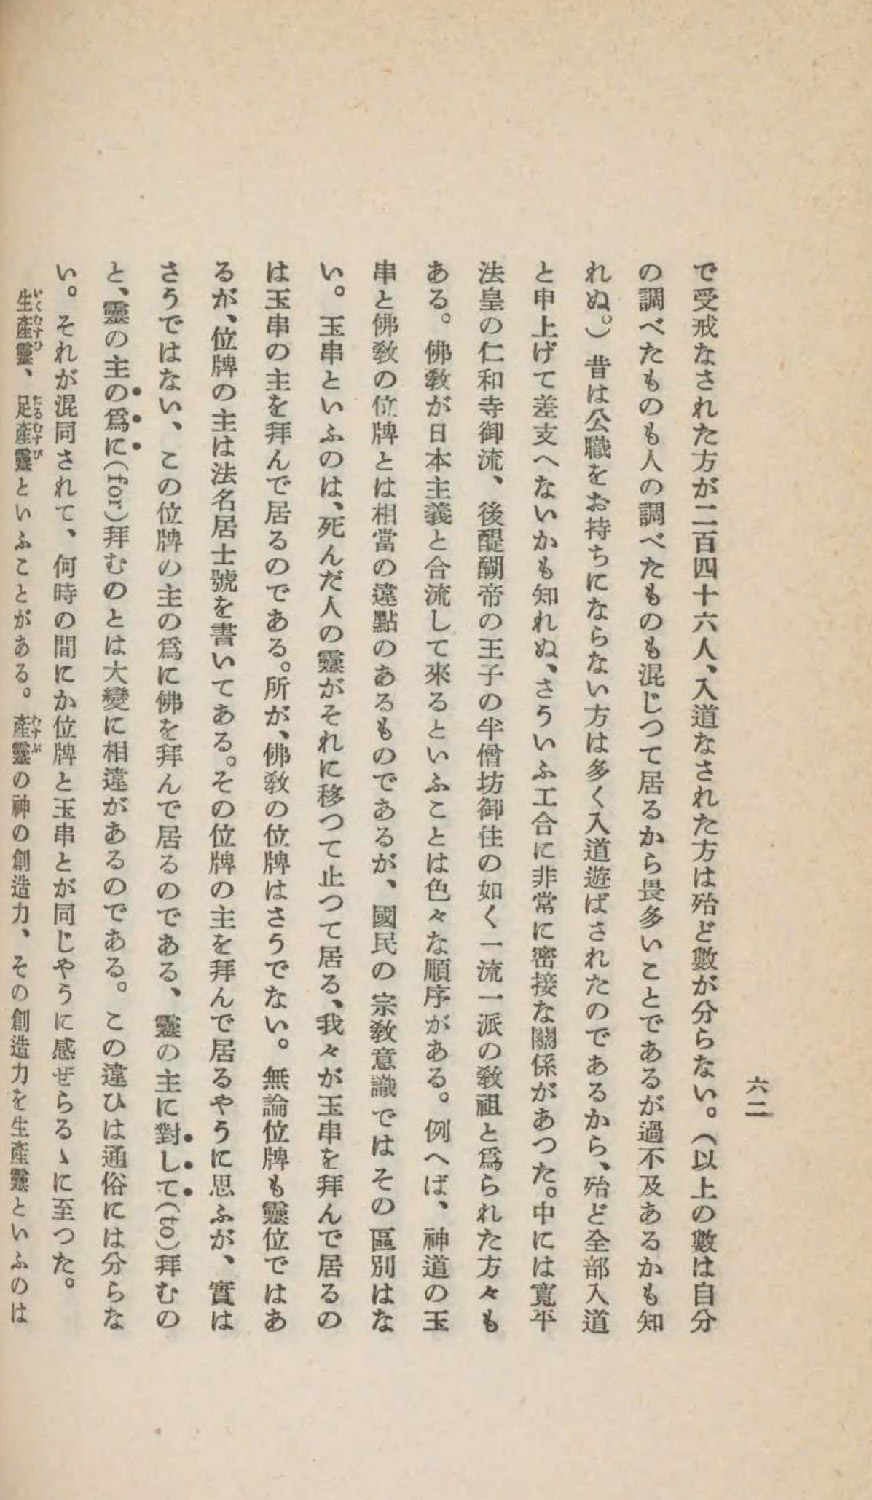 六二
で受戒なされた方が二百四十六人、入道なされた方は殆ど數が分らない。（以上の數は自分
の調べたものも人の調べたものも混じつて居るから畏多いことであるが過不及あるかも知
れぬ。）昔は公職をお持ちにならない方は多く入道遊ばされたのであるから、殆ど全部入道
と申上げて差支へないかも知れぬ、さういふ工合に非常に密接な關係があつた。中には寬平
法皇の仁和寺御流、後醍醐帝の王子の半僧坊御住の如く一流一派の敎祖と爲られた方々も
ある。佛敎が日本主義と合流して來るといふことは色々な順序がある。例へば、神道の玉
串と佛敎の位牌とは相當の違點のあるものであるが、國民の宗敎意識ではその區別はな
い。玉串といふのは、死んだ人の靈がそれに移つて止つて居る、我々が玉串を拜んで居るの
は玉串の主を拜んで居るのである。所が、佛敎の位牌はさうでない。無論位牌も靈位ではあ
るが、位牌の主は法名居士號を書いてある。その位牌の主を拜んで居るやうに思ふが、實は
さうではない、この位牌の主の爲に佛を拜んで居るのである、靈の主に對して(to)拜むの
と、靈の主の爲に(for)拜むのとは大變に相違があるのである。この違ひは通俗には分らな
い。それが混同されて、何時の間にか位牌と玉串とが同じやうに感ぜらるゝに至つた。
生產靈、足產靈といふことがある。產靈の神の創造力、その創造力を生產靈といふのは